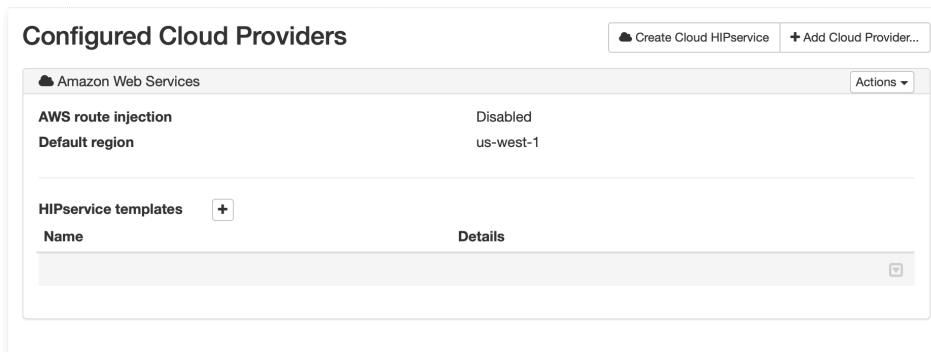 Configured Cloud Providers
Create Cloud HIPservice
+ Add Cloud Provider...
Amazon Web Services
Actions
AWS route injection Disabled
Default region us-west-1
HIPservice templates +
Name Details